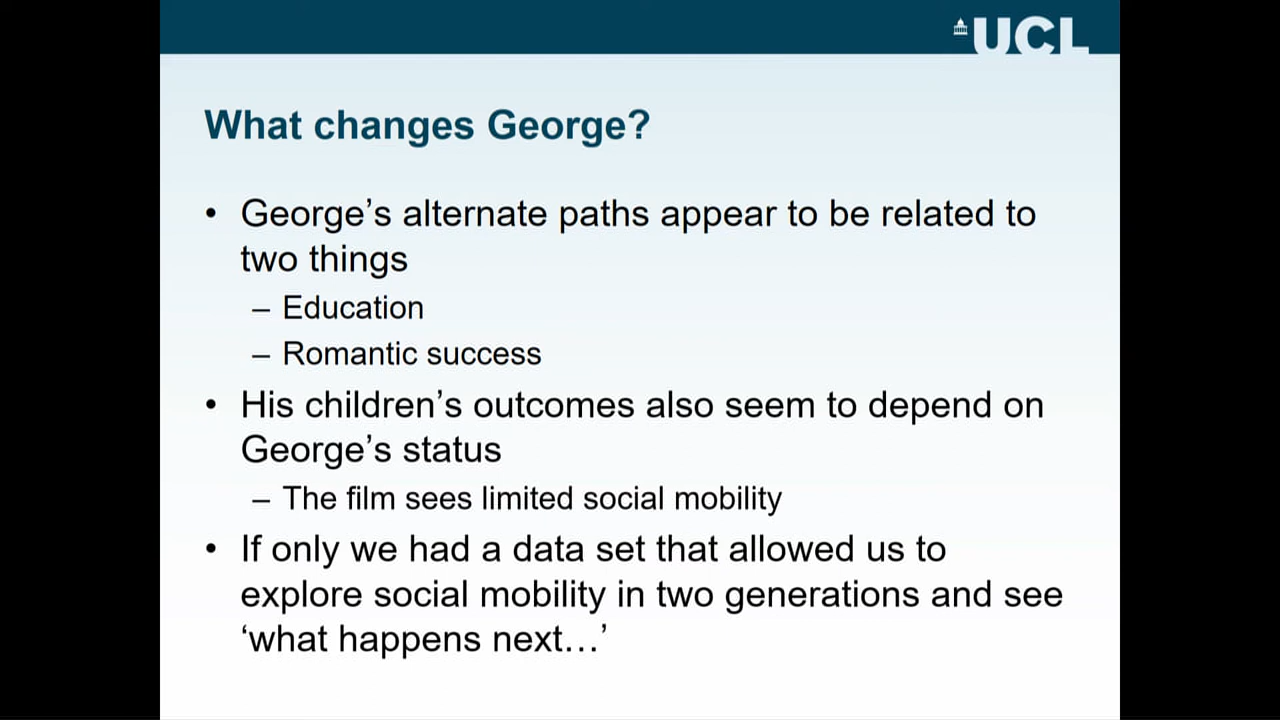 UCL
What changes George?
• George’s alternate paths appear to be related to
two things
– Education
– Romantic success
• His children’s outcomes also seem to depend on
George’s status
– The film sees limited social mobility
• If only we had a data set that allowed us to
explore social mobility in two generations and see
‘what happens next…’